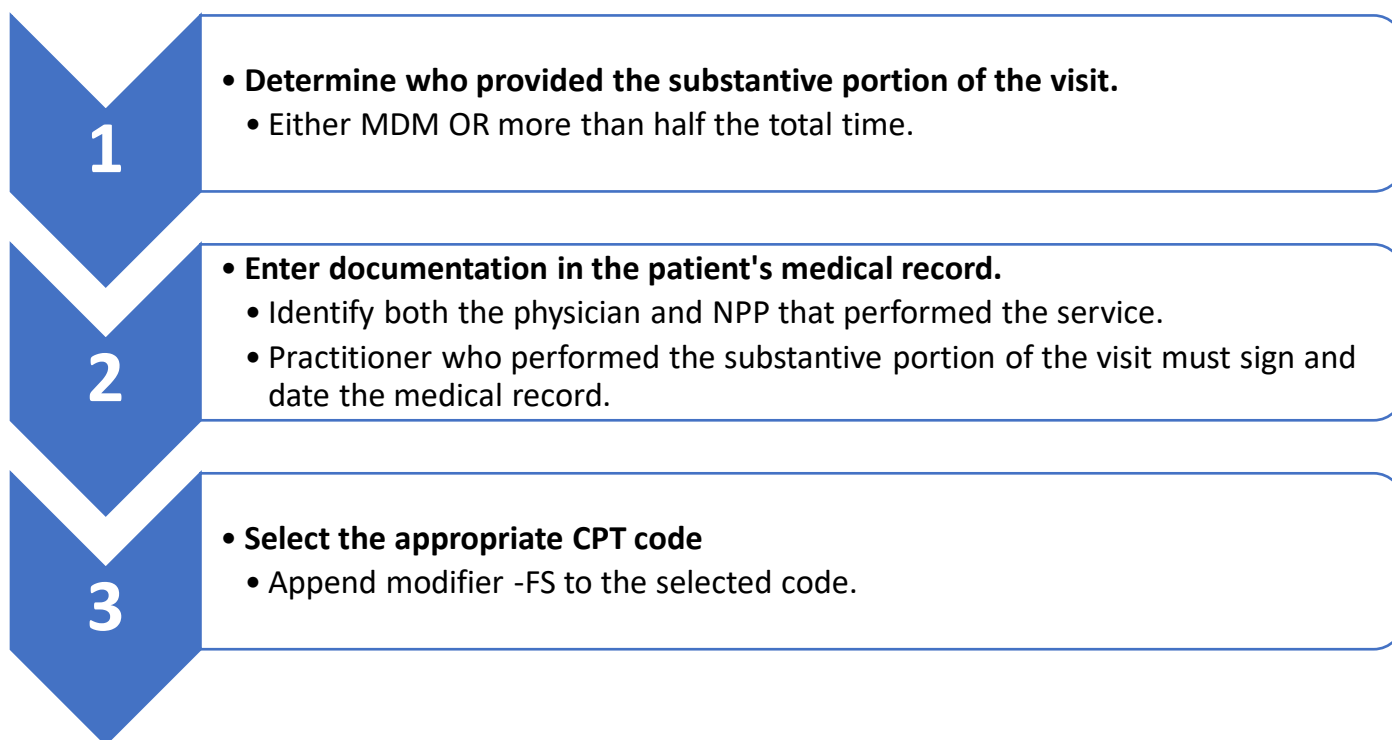 1
• Determine who provided the substantive portion of the visit.
• Either MDM OR more than half the total time.
2
• Enter documentation in the patient's medical record.
• Identify both the physician and NPP that performed the service.
• Practitioner who performed the substantive portion of the visit must sign and
date the medical record.
3
• Select the appropriate CPT code
• Append modifier -FS to the selected code.